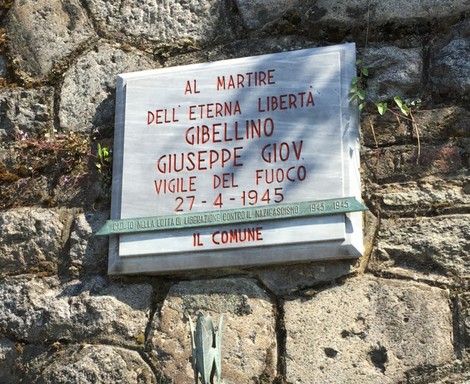 AL MARTIRE
DELL'ETERNA LIBERTÀ
GIBELLINO
GIUSEPPE GIOV.
VIGILE DEL FUOCO
27-4-1945
CADUTO NELLA LOTTA DI LIBERAZIONE CONTRO IL NAZIFASCISMO 1943-1945
IL COMUNE